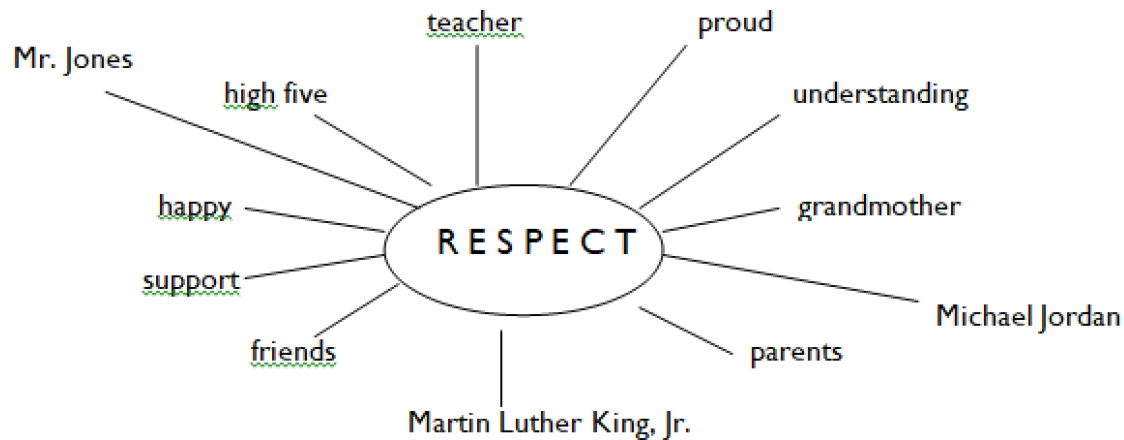 teacher
proud
Mr. Jones
high five
understanding
happy
grandmother
RESPECT
support
Michael Jordan
friends
parents
Martin Luther King, Jr.